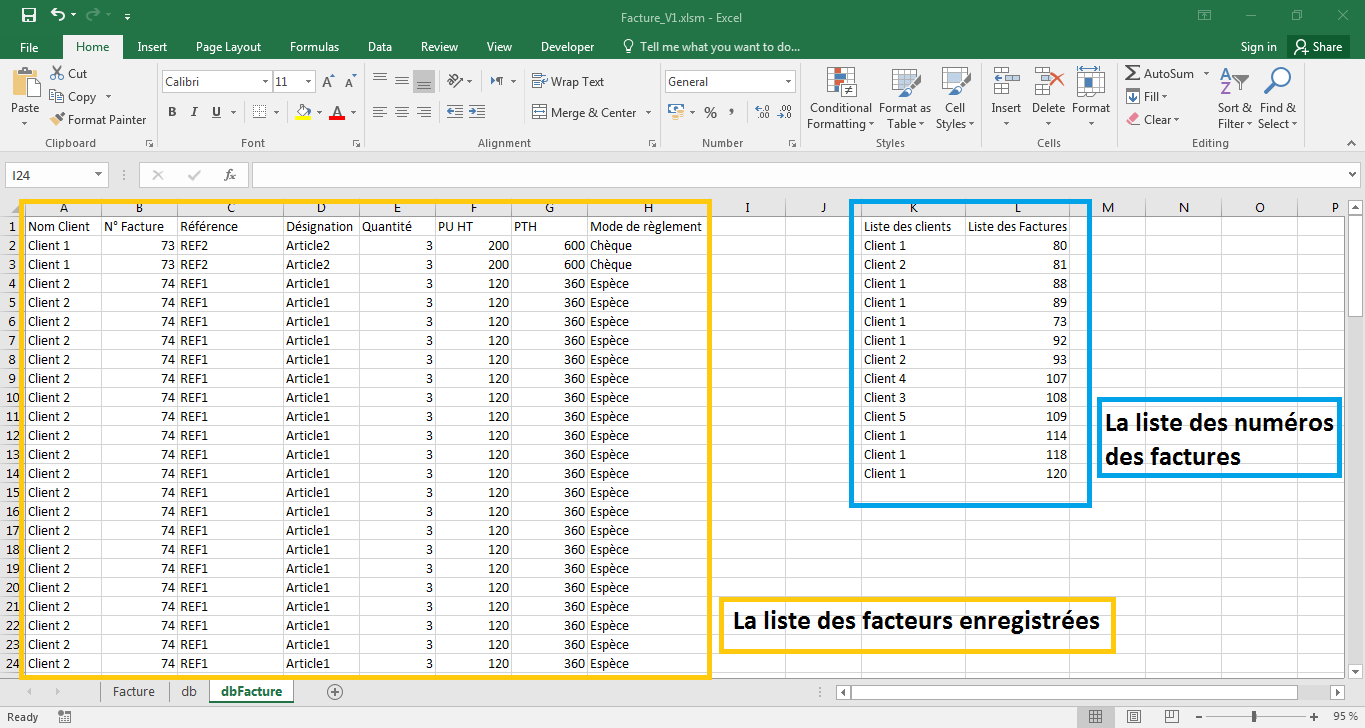 Facture_V1.xlsm - Excel
File Home Insert Page Layout Formulas Data Review View Developer Tell me what you want to do... Sign in Share
Paste Cut Copy Format Painter Clipboard
Calibri 11 A A B I U A Font
Wrap Text Merge & Center Alignment
General % , Number
Conditional Formatting Format as Table Cell Styles Styles
Insert Delete Format Cells
AutoSum Fill Clear Sort & Filter Find & Select Editing
I24 fx
A B C D E F G H I J K L M N O P
1 Nom Client N° Facture Référence Désignation Quantité PU HT PTH Mode de règlement Liste des clients Liste des Factures
2 Client 1 73 REF2 Article2 3 200 600 Chèque Client 1 80
3 Client 1 73 REF2 Article2 3 200 600 Chèque Client 2 81
4 Client 2 74 REF1 Article1 3 120 360 Espèce Client 1 88
5 Client 2 74 REF1 Article1 3 120 360 Espèce Client 1 89
6 Client 2 74 REF1 Article1 3 120 360 Espèce Client 1 73
7 Client 2 74 REF1 Article1 3 120 360 Espèce Client 1 92
8 Client 2 74 REF1 Article1 3 120 360 Espèce Client 2 93
9 Client 2 74 REF1 Article1 3 120 360 Espèce Client 4 107
10 Client 2 74 REF1 Article1 3 120 360 Espèce Client 3 108
11 Client 2 74 REF1 Article1 3 120 360 Espèce Client 5 109
12 Client 2 74 REF1 Article1 3 120 360 Espèce Client 1 114
13 Client 2 74 REF1 Article1 3 120 360 Espèce Client 1 118
14 Client 2 74 REF1 Article1 3 120 360 Espèce Client 1 120
15 Client 2 74 REF1 Article1 3 120 360 Espèce
16 Client 2 74 REF1 Article1 3 120 360 Espèce
17 Client 2 74 REF1 Article1 3 120 360 Espèce
18 Client 2 74 REF1 Article1 3 120 360 Espèce
19 Client 2 74 REF1 Article1 3 120 360 Espèce
20 Client 2 74 REF1 Article1 3 120 360 Espèce
21 Client 2 74 REF1 Article1 3 120 360 Espèce
22 Client 2 74 REF1 Article1 3 120 360 Espèce
23 Client 2 74 REF1 Article1 3 120 360 Espèce
24 Client 2 74 REF1 Article1 3 120 360 Espèce
La liste des numéros
des factures
La liste des facteurs enregistrées
Facture db dbFacture
Ready 95 %